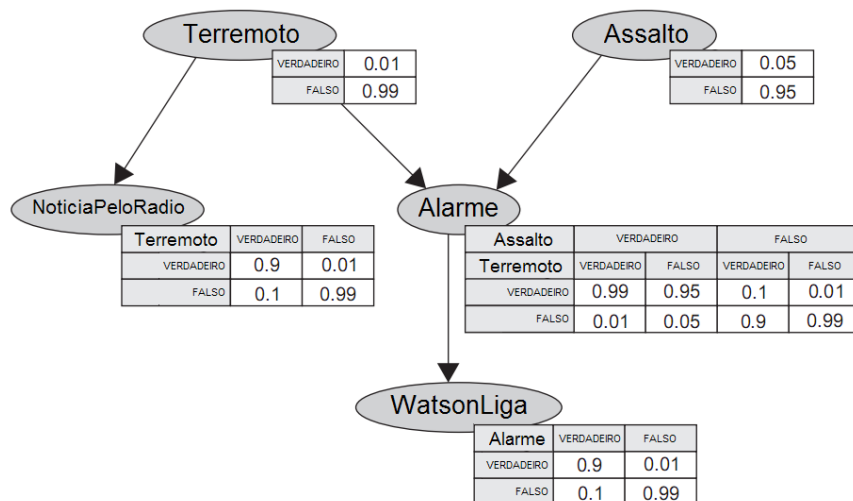 Terremoto
VERDADEIRO 0.01
FALSO 0.99
Assalto
VERDADEIRO 0.05
FALSO 0.95
NoticiaPeloRadio
Terremoto VERDADEIRO FALSO
VERDADEIRO 0.9 0.01
FALSO 0.1 0.99
Alarme
Assalto VERDADEIRO FALSO
Terremoto VERDADEIRO FALSO VERDADEIRO FALSO
VERDADEIRO 0.99 0.95 0.1 0.01
FALSO 0.01 0.05 0.9 0.99
WatsonLiga
Alarme VERDADEIRO FALSO
VERDADEIRO 0.9 0.01
FALSO 0.1 0.99